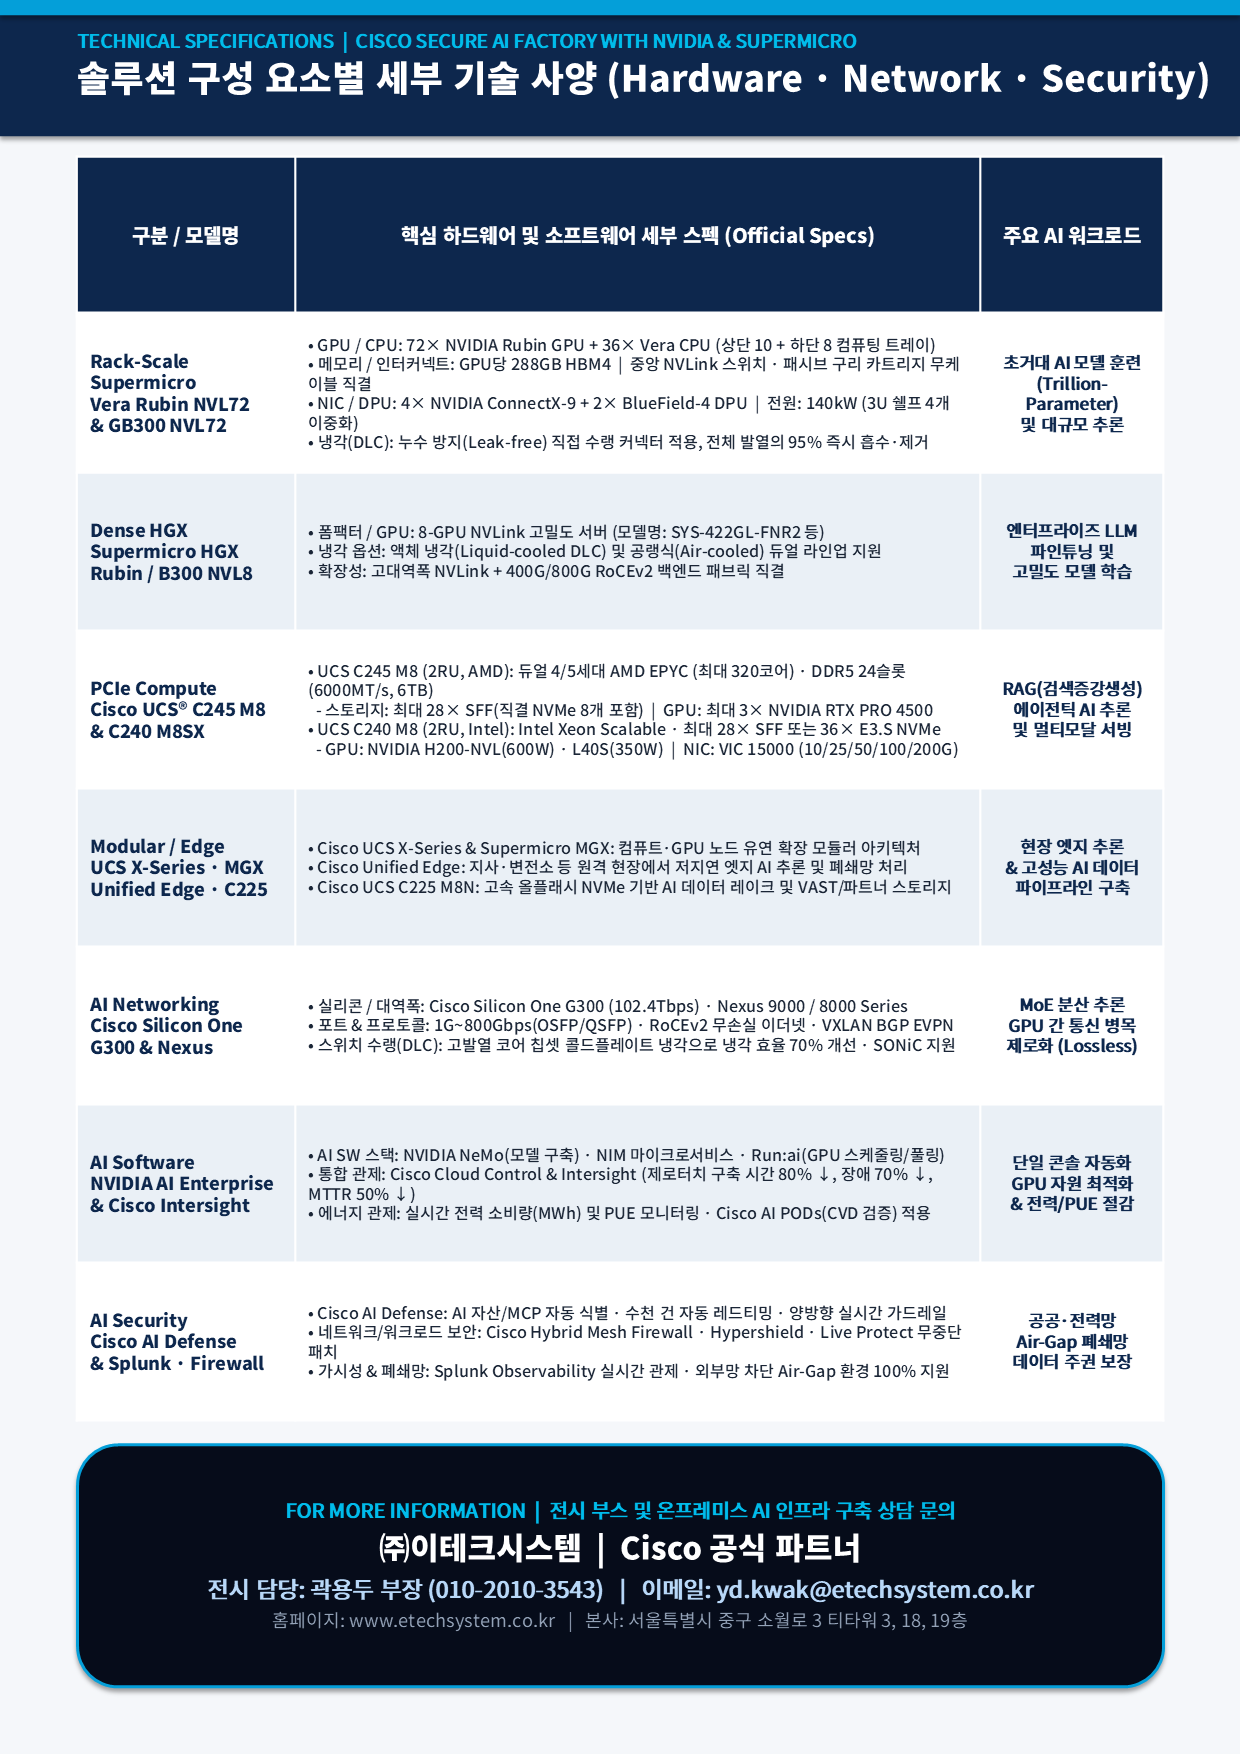 TECHNICAL SPECIFICATIONS | CISCO SECURE AI FACTORY WITH NVIDIA & SUPERMICRO
솔루션 구성 요소별 세부 기술 사양 (Hardware · Network · Security)
구분 / 모델명
핵심 하드웨어 및 소프트웨어 세부 스펙 (Official Specs)
주요 AI 워크로드
Rack-Scale
Supermicro
Vera Rubin NVL72
& GB300 NVL72
• GPU / CPU: 72× NVIDIA Rubin GPU + 36× Vera CPU (상단 10 + 하단 8 컴퓨팅 트레이)
• 메모리 / 인터커넥트: GPU당 288GB HBM4 | 중앙 NVLink 스위치 · 패시브 구리 카트리지 무케
이블 직결
• NIC / DPU: 4× NVIDIA ConnectX-9 + 2× BlueField-4 DPU | 전원: 140kW (3U 쉘프 4개
이중화)
• 냉각(DLC): 누수 방지(Leak-free) 직접 수랭 커넥터 적용, 전체 발열의 95% 즉시 흡수·제거
초거대 AI 모델 훈련
(Trillion-
Parameter)
및 대규모 추론
Dense HGX
Supermicro HGX
Rubin / B300 NVL8
• 폼팩터 / GPU: 8-GPU NVLink 고밀도 서버 (모델명: SYS-422GL-FNR2 등)
• 냉각 옵션: 액체 냉각(Liquid-cooled DLC) 및 공랭식(Air-cooled) 듀얼 라인업 지원
• 확장성: 고대역폭 NVLink + 400G/800G RoCEv2 백엔드 패브릭 직결
엔터프라이즈 LLM
파인튜닝 및
고밀도 모델 학습
PCIe Compute
Cisco UCS® C245 M8
& C240 M8SX
• UCS C245 M8 (2RU, AMD): 듀얼 4/5세대 AMD EPYC (최대 320코어) · DDR5 24슬롯
(6000MT/s, 6TB)
- 스토리지: 최대 28× SFF(직결 NVMe 8개 포함) | GPU: 최대 3× NVIDIA RTX PRO 4500
• UCS C240 M8 (2RU, Intel): Intel Xeon Scalable · 최대 28× SFF 또는 36× E3.S NVMe
- GPU: NVIDIA H200-NVL(600W) · L40S(350W) | NIC: VIC 15000 (10/25/50/100/200G)
RAG(검색증강생성)
에이전틱 AI 추론
및 멀티모달 서빙
Modular / Edge
UCS X-Series · MGX
Unified Edge · C225
• Cisco UCS X-Series & Supermicro MGX: 컴퓨트·GPU 노드 유연 확장 모듈러 아키텍처
• Cisco Unified Edge: 지사·변전소 등 원격 현장에서 저지연 엣지 AI 추론 및 폐쇄망 처리
• Cisco UCS C225 M8N: 고속 올플래시 NVMe 기반 AI 데이터 레이크 및 VAST/파트너 스토리지
현장 엣지 추론
& 고성능 AI 데이터
파이프라인 구축
AI Networking
Cisco Silicon One
G300 & Nexus
• 실리콘 / 대역폭: Cisco Silicon One G300 (102.4Tbps) · Nexus 9000 / 8000 Series
• 포트 & 프로토콜: 1G~800Gbps(OSFP/QSFP) · RoCEv2 무손실 이더넷 · VXLAN BGP EVPN
• 스위치 수랭(DLC): 고발열 코어 칩셋 콜드플레이트 냉각으로 냉각 효율 70% 개선 · SONiC 지원
MoE 분산 추론
GPU 간 통신 병목
제로화 (Lossless)
AI Software
NVIDIA AI Enterprise
& Cisco Intersight
• AI SW 스택: NVIDIA NeMo(모델 구축) · NIM 마이크로서비스 · Run:ai(GPU 스케줄링/풀링)
• 통합 관제: Cisco Cloud Control & Intersight (제로터치 구축 시간 80% ↓, 장애 70% ↓,
MTTR 50% ↓)
• 에너지 관제: 실시간 전력 소비량(MWh) 및 PUE 모니터링 · Cisco AI PODs(CVD 검증) 적용
단일 콘솔 자동화
GPU 자원 최적화
& 전력/PUE 절감
AI Security
Cisco AI Defense
& Splunk · Firewall
• Cisco AI Defense: AI 자산/MCP 자동 식별 · 수천 건 자동 레드티밍 · 양방향 실시간 가드레일
• 네트워크/워크로드 보안: Cisco Hybrid Mesh Firewall · Hypershield · Live Protect 무중단
패치
• 가시성 & 폐쇄망: Splunk Observability 실시간 관제 · 외부망 차단 Air-Gap 환경 100% 지원
공공·전력망
Air-Gap 폐쇄망
데이터 주권 보장
FOR MORE INFORMATION | 전시 부스 및 온프레미스 AI 인프라 구축 상담 문의
㈜이테크시스템 | Cisco 공식 파트너
전시 담당: 곽용두 부장 (010-2010-3543) | 이메일: yd.kwak@etechsystem.co.kr
홈페이지: www.etechsystem.co.kr | 본사: 서울특별시 중구 소월로 3 티타워 3, 18, 19층